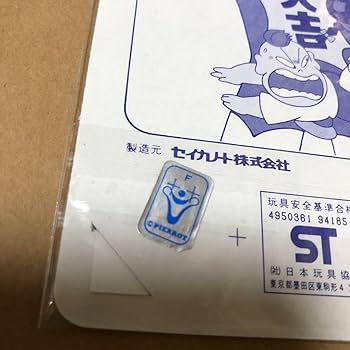 大吉
製造元 セイカノート株式会社
F
©PIERROT
玩具安全基準合格
4950361 94185
ST
(社)日本玩具協
東京都墨田区東駒形4-